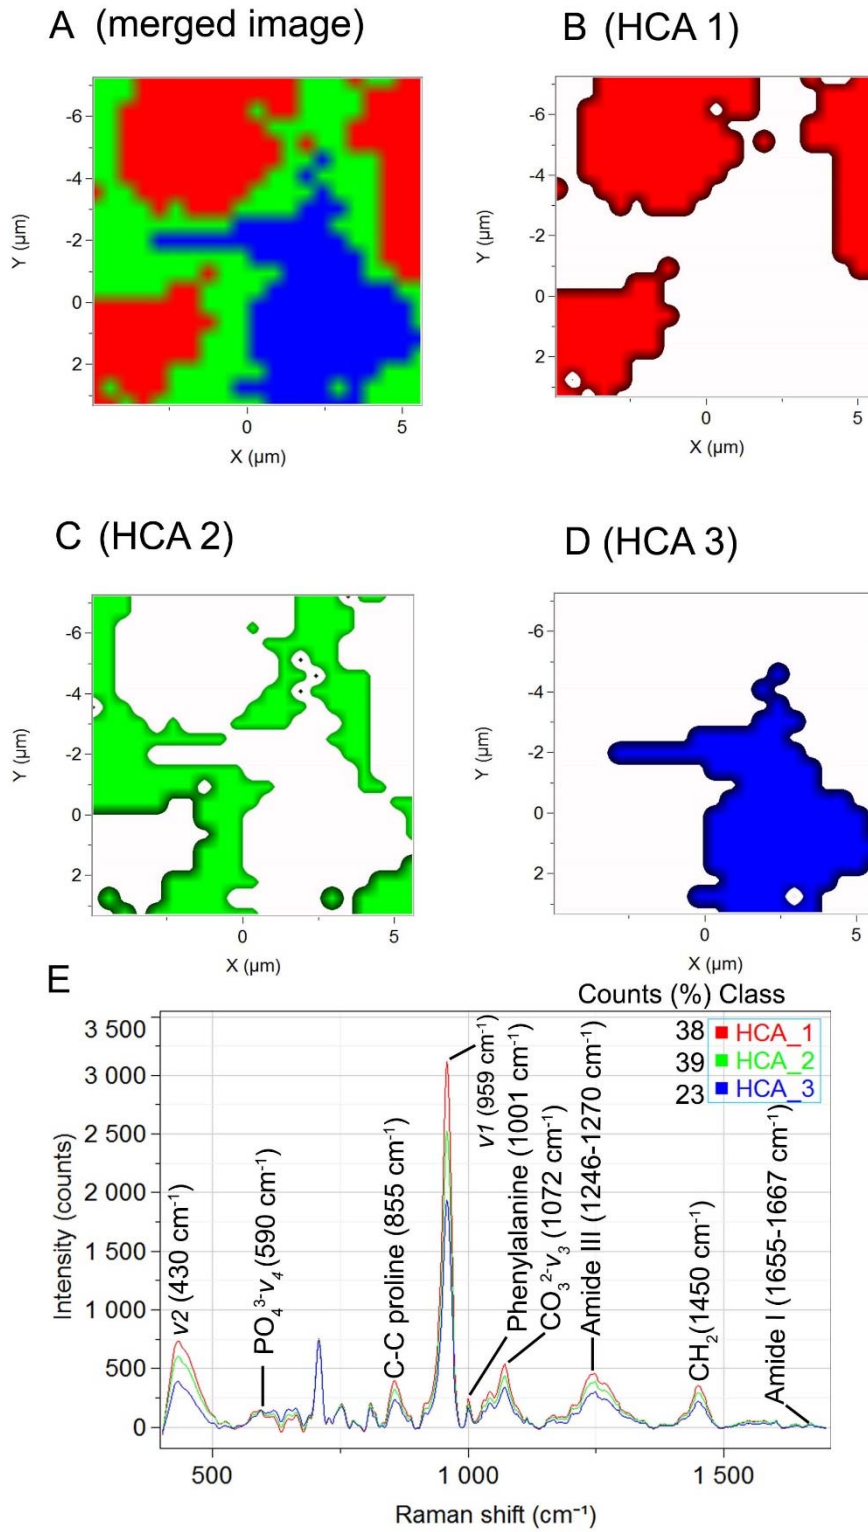 A (merged image)
B (HCA 1)
-6
-4
-2
0
2
Y (µm)
0
5
X (µm)
-6
-4
-2
0
2
Y (µm)
0
5
X (µm)
C (HCA 2)
D (HCA 3)
-6
-4
-2
0
2
Y (µm)
0
5
X (µm)
-6
-4
-2
0
2
Y (µm)
0
5
X (µm)
E
Counts (%) Class
38 HCA_1
39 HCA_2
23 HCA_3
3 500
3 000
2 500
2 000
1 500
1 000
500
0
Intensity (counts)
v2 (430 cm⁻¹)
PO₄³⁻v₄ (590 cm⁻¹)
C-C proline (855 cm⁻¹)
v1 (959 cm⁻¹)
Phenylalanine (1001 cm⁻¹)
CO₃²⁻v₃ (1072 cm⁻¹)
Amide III (1246-1270 cm⁻¹)
CH₂(1450 cm⁻¹)
Amide I (1655-1667 cm⁻¹)
500
1 000
1 500
Raman shift (cm⁻¹)